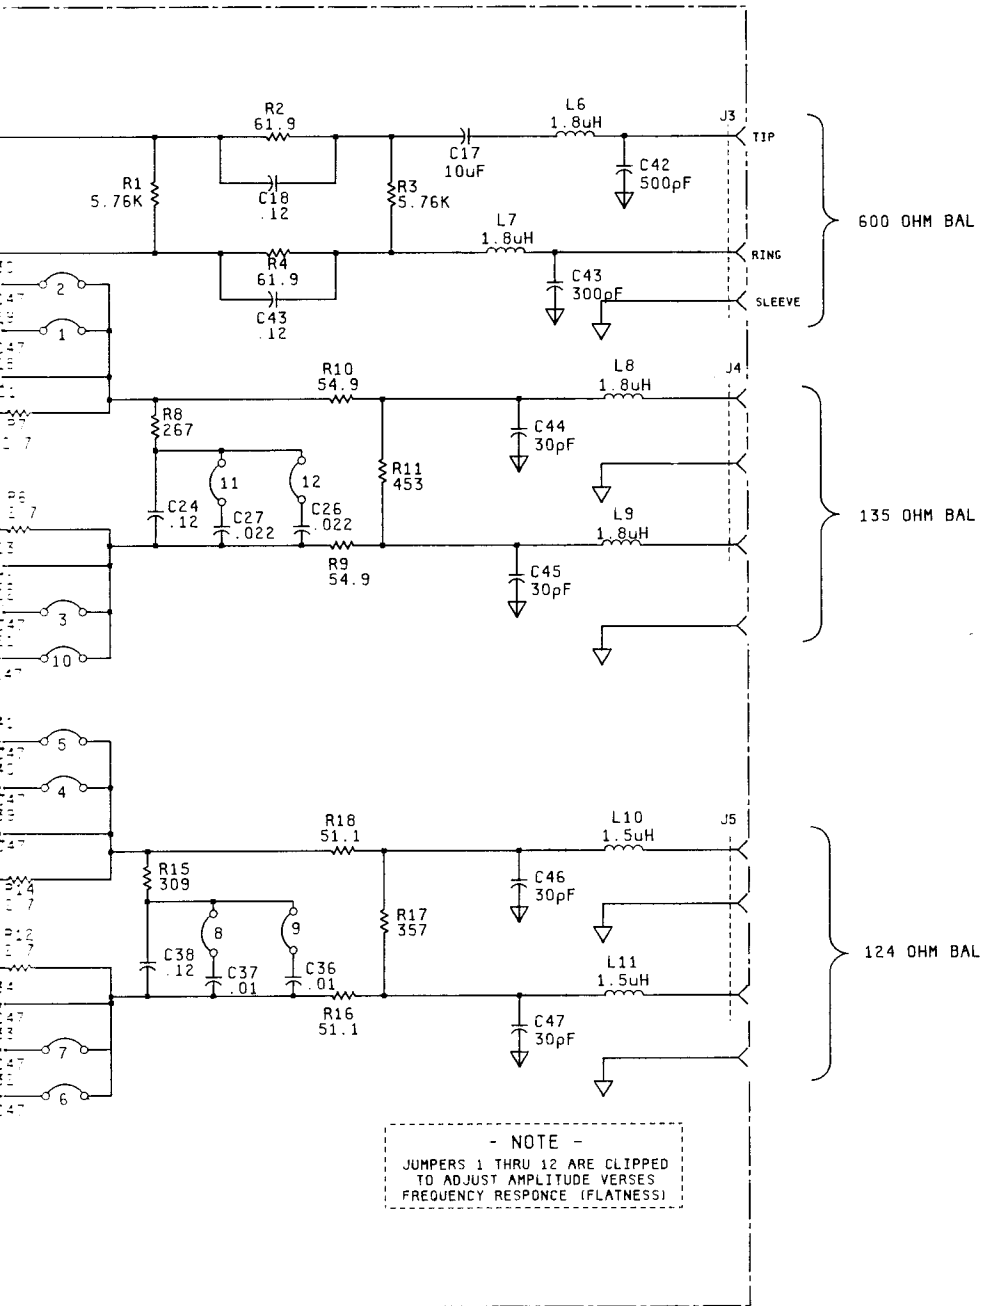 R2
61.9
L6
1.8uH
J3
TIP
C17
10uF
C42
500pF
R1
5.76K
C18
.12
R3
5.76K
L7
1.8uH
600 OHM BAL
RING
R4
61.9
C43
300pF
SLEEVE
C43
.12
2
1
R10
54.9
L8
1.8uH
J4
R8
267
C44
30pF
11
12
R11
453
C24
.12
C27
.022
C26
.022
L9
1.8uH
135 OHM BAL
R9
54.9
C45
30pF
3
10
5
4
R18
51.1
L10
1.5uH
J5
R15
309
C46
30pF
8
9
R17
357
C38
.12
C37
.01
C36
.01
L11
1.5uH
124 OHM BAL
R16
51.1
C47
30pF
7
6
- NOTE -
JUMPERS 1 THRU 12 ARE CLIPPED
TO ADJUST AMPLITUDE VERSES
FREQUENCY RESPONCE (FLATNESS)